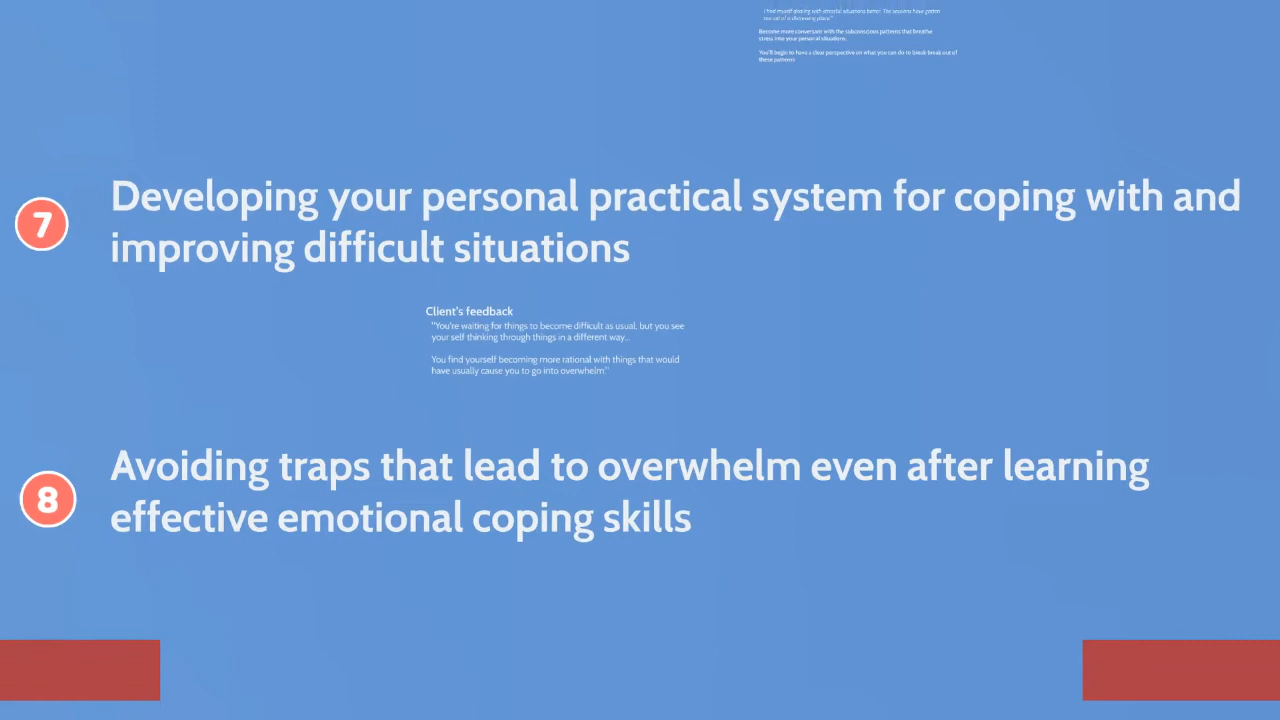 I find myself dealing with stressful situations better. The sessions have gotten
me out of a distressing place."
Become more conversant with the subconscious patterns that breathe
stress into your personal situations.
You'll begin to have a clear perspective on what you can do to break break out of
these patterns
7
Developing your personal practical system for coping with and
improving difficult situations
Client's feedback
"You're waiting for things to become difficult as usual, but you see
your self thinking through things in a different way...
You find yourself becoming more rational with things that would
have usually cause you to go into overwhelm."
8
Avoiding traps that lead to overwhelm even after learning
effective emotional coping skills